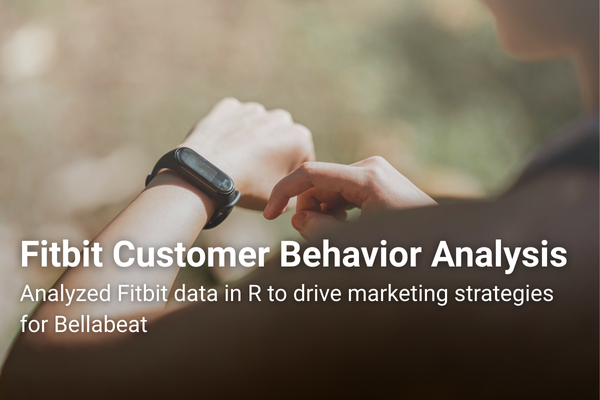 Fitbit Customer Behavior Analysis
Analyzed Fitbit data in R to drive marketing strategies
for Bellabeat